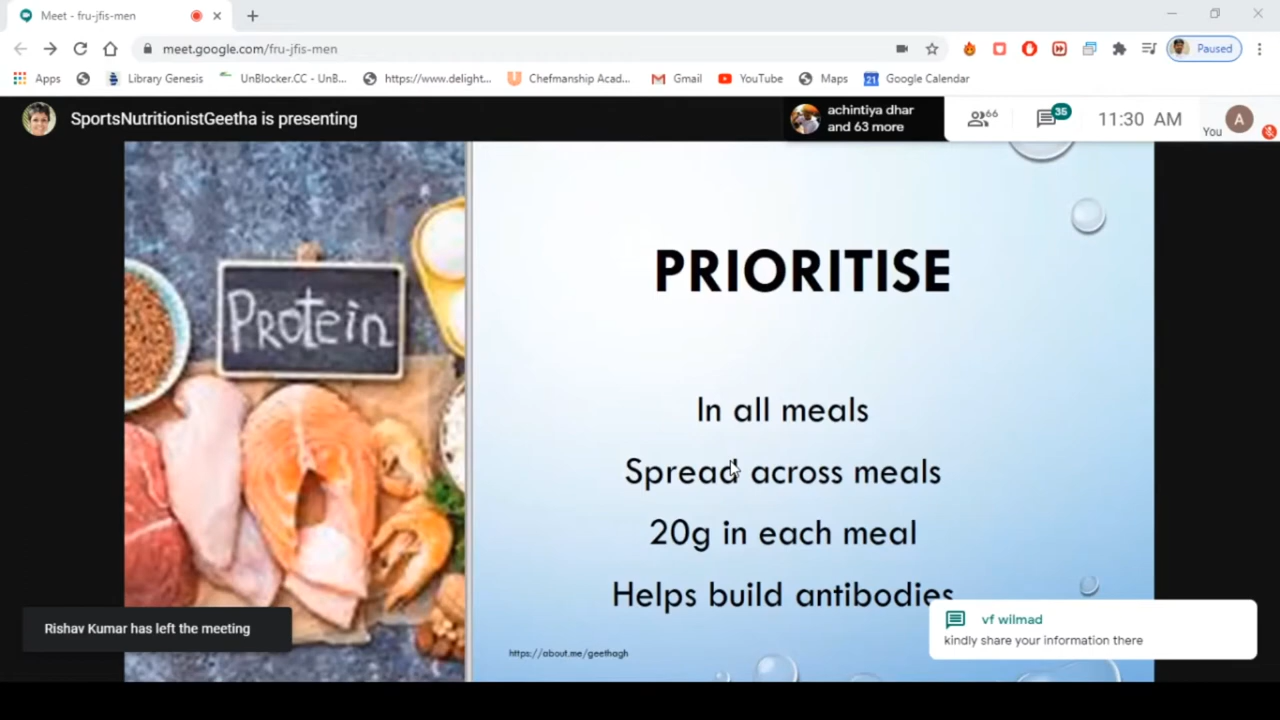 Meet - fru-jfis-men
meet.google.com/fru-jfis-men
Paused
Apps
Library Genesis
UnBlocker.CC - UnB...
https://www.delight...
Chefmanship Acad...
Gmail
YouTube
Maps
21
Google Calendar
SportsNutritionistGeetha is presenting
achintiya dhar
and 63 more
66
35
11:30 AM
You
A
Protein
PRIORITISE
In all meals
Spread across meals
20g in each meal
Helps build antibodies
https://about.me/geethagh
Rishav Kumar has left the meeting
vf wilmad
kindly share your information there